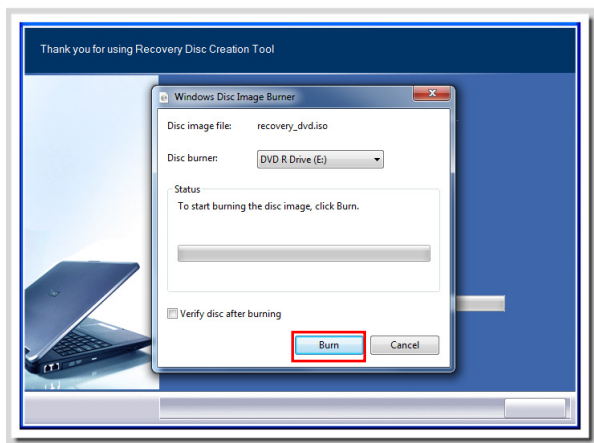 Thank you for using Recovery Disc Creation Tool
Windows Disc Image Burner
Disc image file: recovery_dvd.iso
Disc burner: DVD R Drive (E:)
Status
To start burning the disc image, click Burn.
Verify disc after burning
Burn Cancel